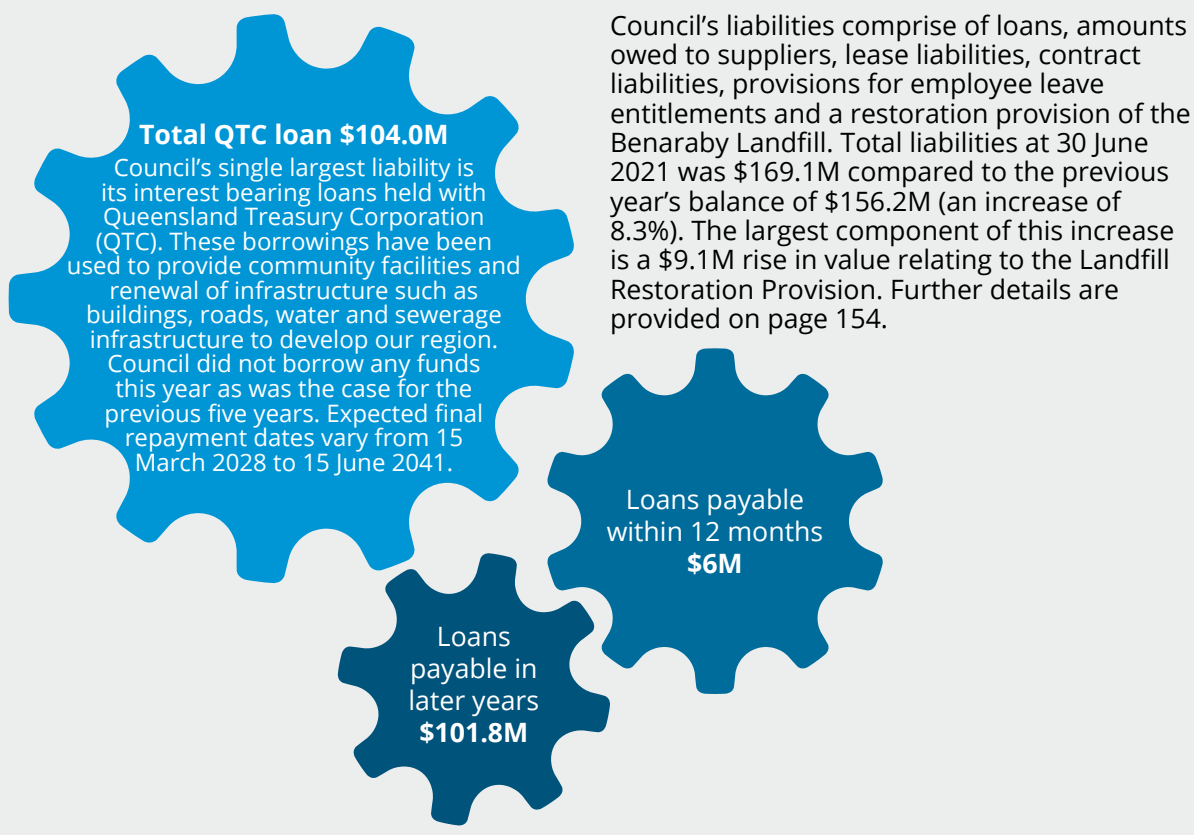 Total QTC loan $104.0M
Council’s single largest liability is
its interest bearing loans held with
Queensland Treasury Corporation
(QTC). These borrowings have been
used to provide community facilities and
renewal of infrastructure such as
buildings, roads, water and sewerage
infrastructure to develop our region.
Council did not borrow any funds
this year as was the case for the
previous five years. Expected final
repayment dates vary from 15
March 2028 to 15 June 2041.
Council’s liabilities comprise of loans, amounts
owed to suppliers, lease liabilities, contract
liabilities, provisions for employee leave
entitlements and a restoration provision of the
Benaraby Landfill. Total liabilities at 30 June
2021 was $169.1M compared to the previous
year’s balance of $156.2M (an increase of
8.3%). The largest component of this increase
is a $9.1M rise in value relating to the Landfill
Restoration Provision. Further details are
provided on page 154.
Loans payable
within 12 months
$6M
Loans
payable in
later years
$101.8M